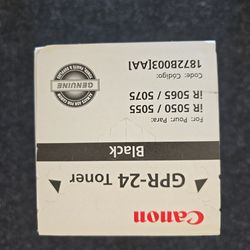 Canon
GPR-24 Toner
Black
For: Pour: Para:
iR 5050 / 5055
iR 5065 / 5075
Code: Código:
1872B003[AA]
GENUINE